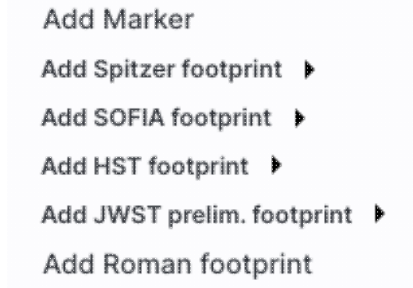 Add Marker
Add Spitzer footprint
Add SOFIA footprint
Add HST footprint
Add JWST prelim. footprint
Add Roman footprint